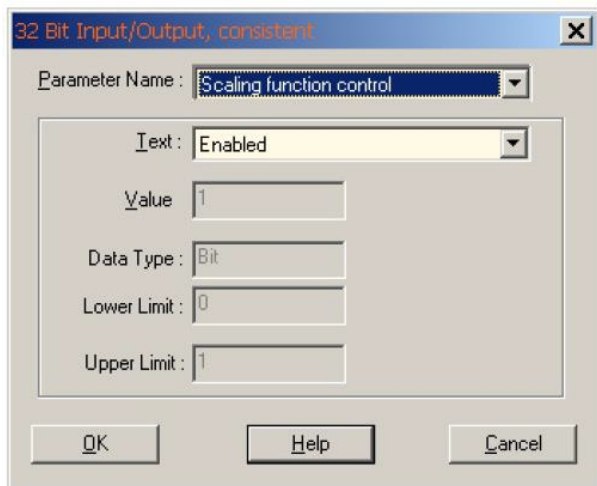 32 Bit Input/Output, consistent
Parameter Name : Scaling function control
Text : Enabled
Value 1
Data Type : Bit
Lower Limit : 0
Upper Limit : 1
OK Help Cancel